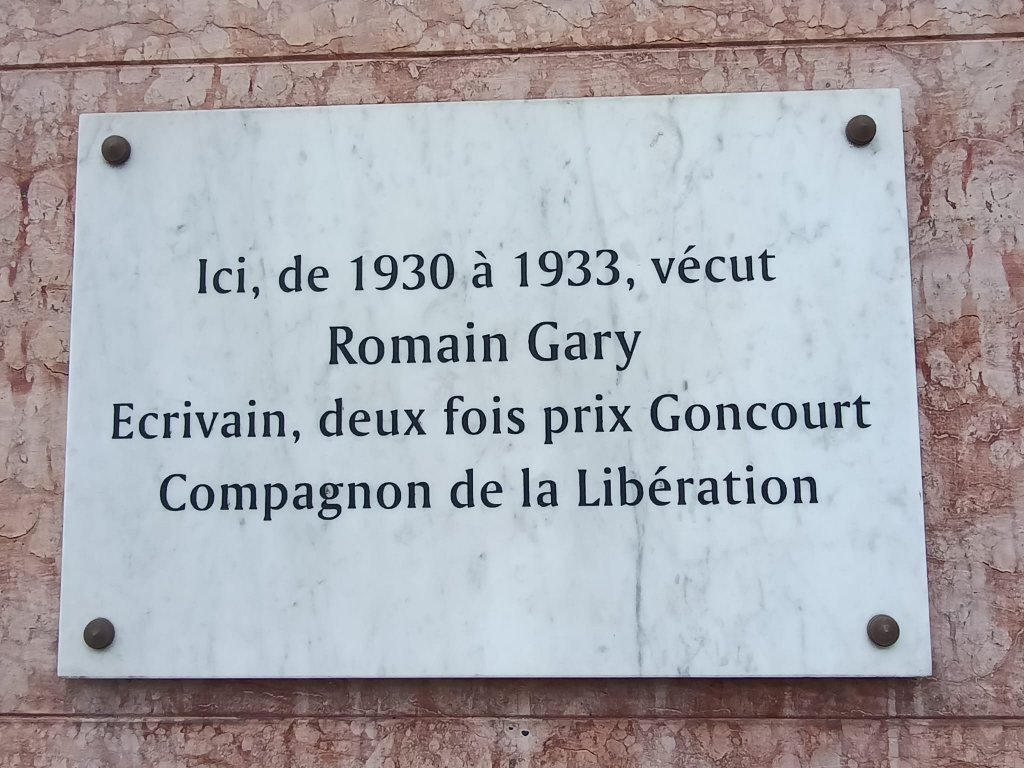 Ici, de 1930 à 1933, vécut
Romain Gary
Ecrivain, deux fois prix Goncourt
Compagnon de la Libération